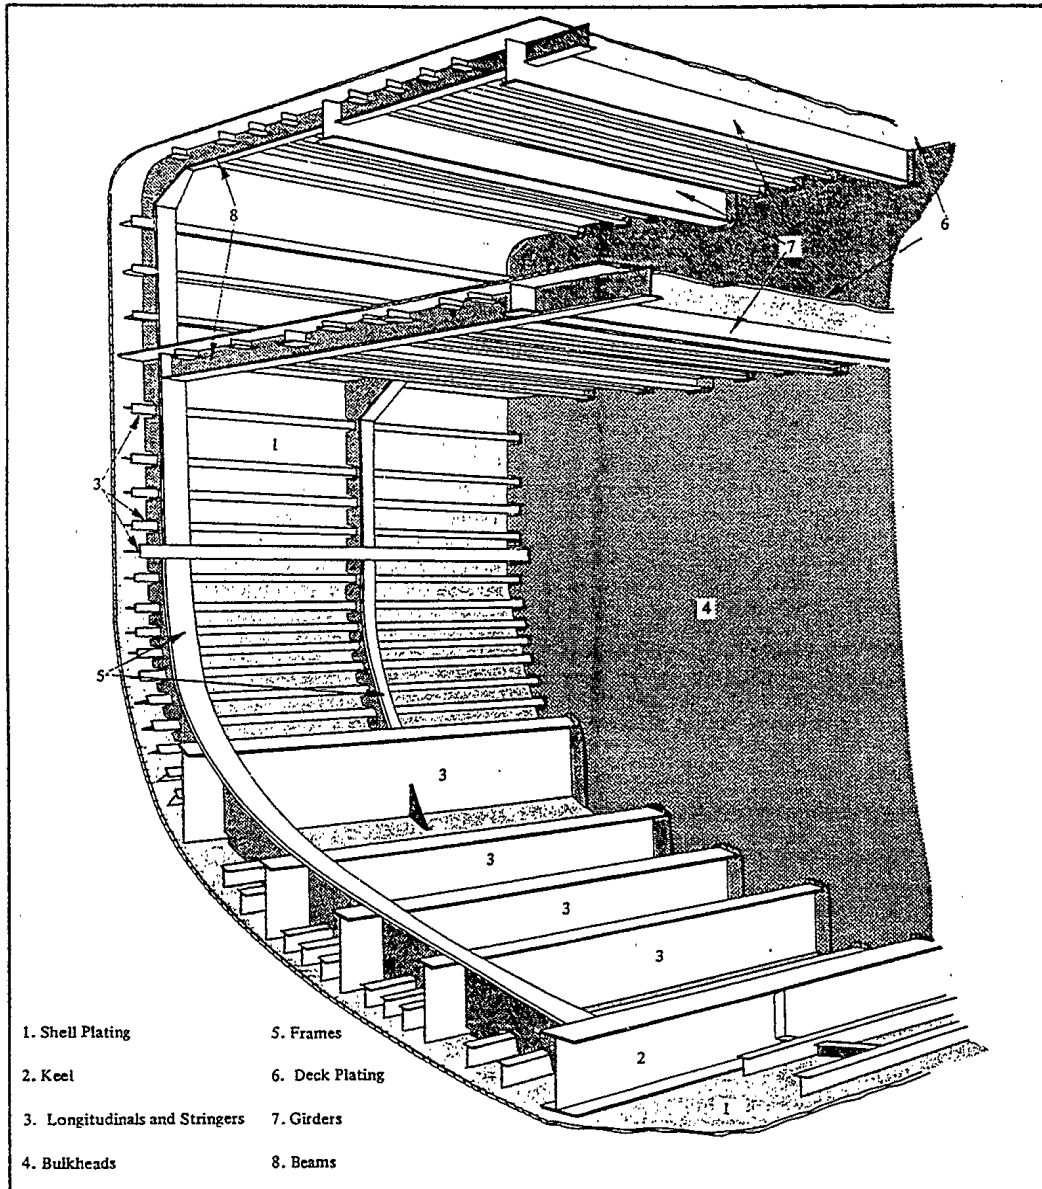 8
6
7
1
3
4
5
3
3
3
3
2
1
1. Shell Plating
5. Frames
2. Keel
6. Deck Plating
3. Longitudinals and Stringers
7. Girders
4. Bulkheads
8. Beams